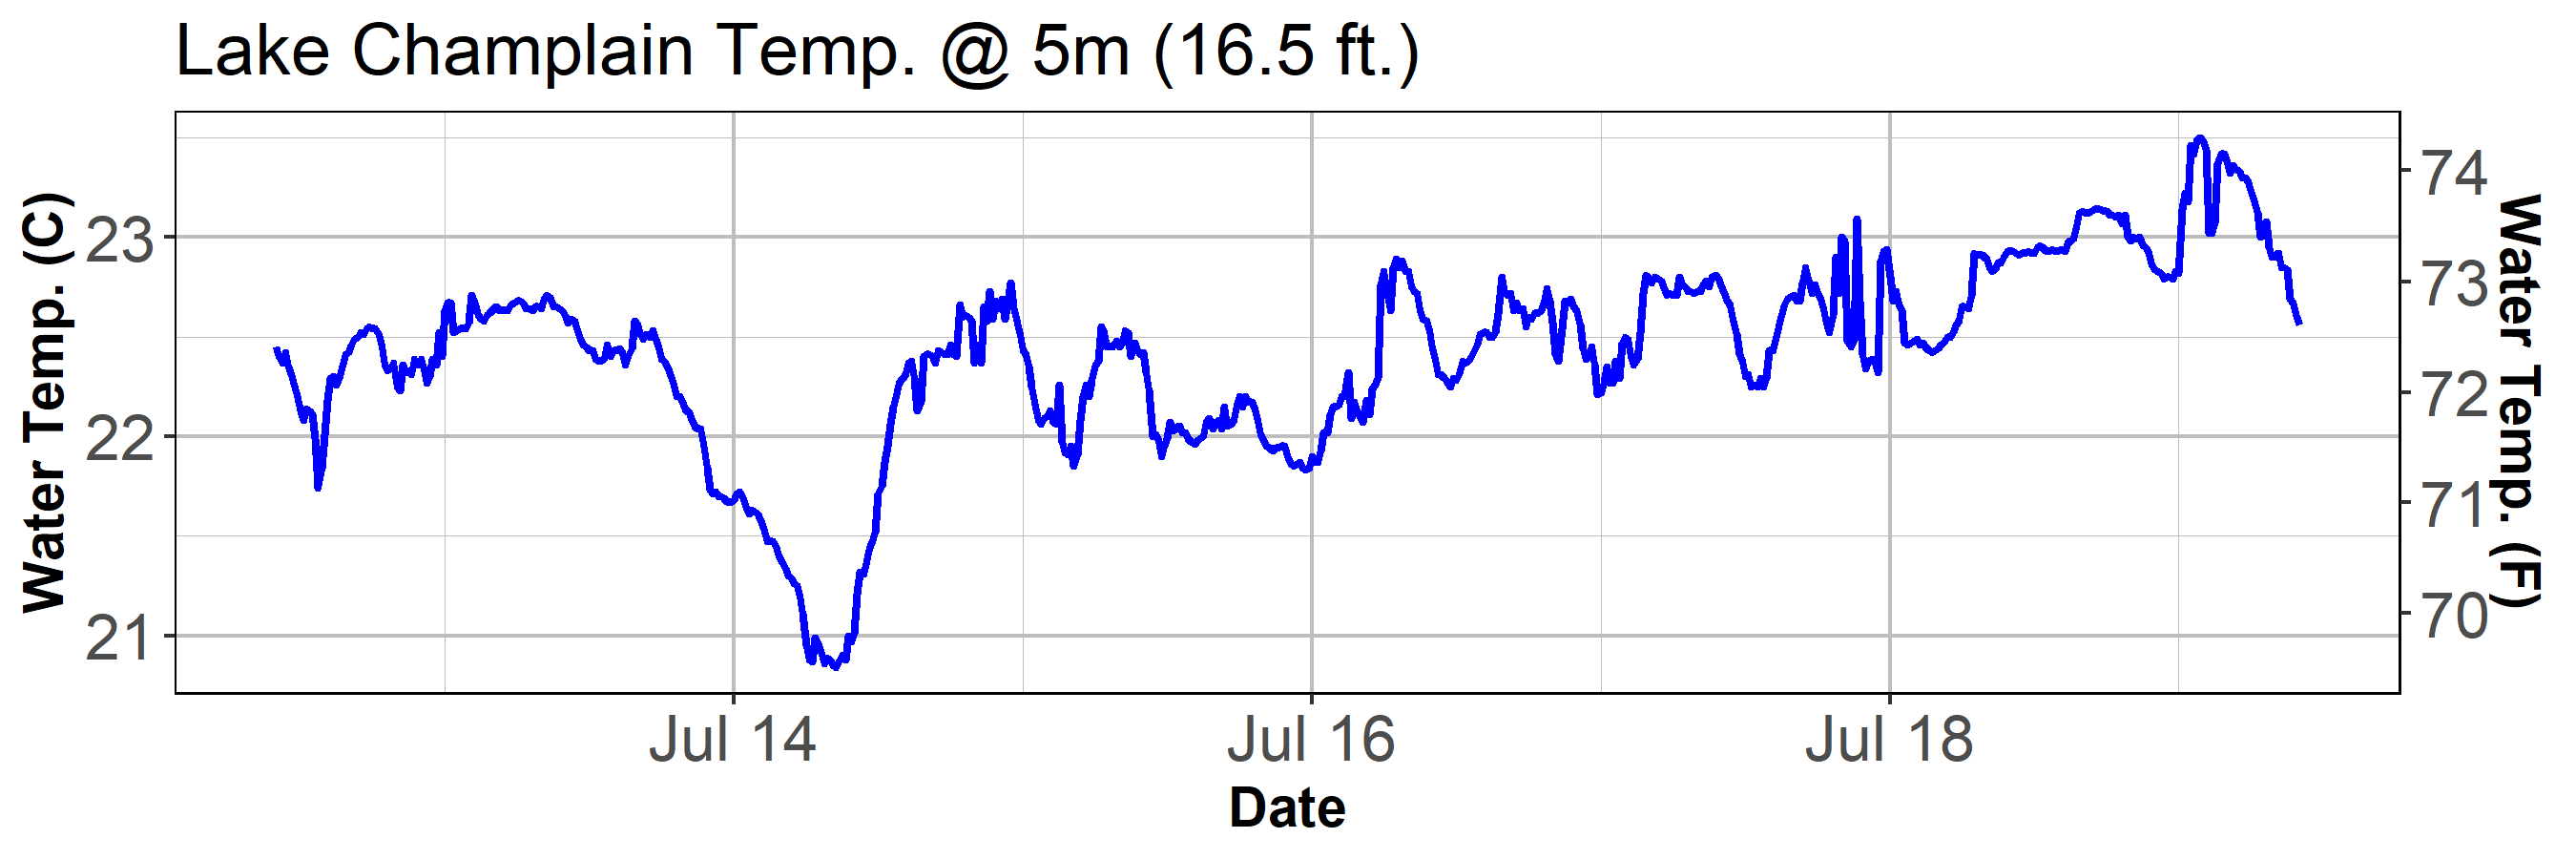 Lake Champlain Temp. @ 5m (16.5 ft.)
Water Temp. (C)
23
22
21
74
73
72
71
70
Water Temp. (F)
Jul 14
Jul 16
Jul 18
Date